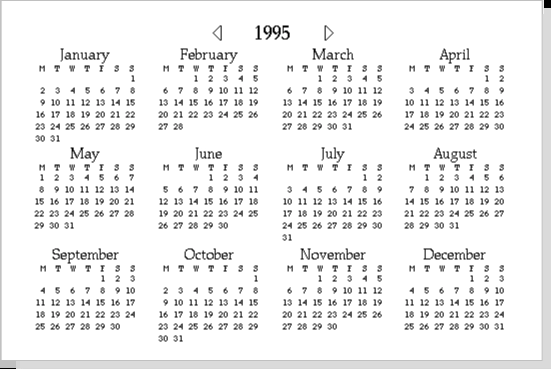 1995
January
M T W T F S S
1
2 3 4 5 6 7 8
9 10 11 12 13 14 15
16 17 18 19 20 21 22
23 24 25 26 27 28 29
30 31
February
M T W T F S S
1 2 3 4 5
6 7 8 9 10 11 12
13 14 15 16 17 18 19
20 21 22 23 24 25 26
27 28
March
M T W T F S S
1 2 3 4 5
6 7 8 9 10 11 12
13 14 15 16 17 18 19
20 21 22 23 24 25 26
27 28 29 30 31
April
M T W T F S S
1 2
3 4 5 6 7 8 9
10 11 12 13 14 15 16
17 18 19 20 21 22 23
24 25 26 27 28 29 30
May
M T W T F S S
1 2 3 4 5 6 7
8 9 10 11 12 13 14
15 16 17 18 19 20 21
22 23 24 25 26 27 28
29 30 31
June
M T W T F S S
1 2 3 4
5 6 7 8 9 10 11
12 13 14 15 16 17 18
19 20 21 22 23 24 25
26 27 28 29 30
July
M T W T F S S
1 2
3 4 5 6 7 8 9
10 11 12 13 14 15 16
17 18 19 20 21 22 23
24 25 26 27 28 29 30
31
August
M T W T F S S
1 2 3 4 5 6
7 8 9 10 11 12 13
14 15 16 17 18 19 20
21 22 23 24 25 26 27
28 29 30 31
September
M T W T F S S
1 2 3
4 5 6 7 8 9 10
11 12 13 14 15 16 17
18 19 20 21 22 23 24
25 26 27 28 29 30
October
M T W T F S S
1
2 3 4 5 6 7 8
9 10 11 12 13 14 15
16 17 18 19 20 21 22
23 24 25 26 27 28 29
30 31
November
M T W T F S S
1 2 3 4 5
6 7 8 9 10 11 12
13 14 15 16 17 18 19
20 21 22 23 24 25 26
27 28 29 30
December
M T W T F S S
1 2 3
4 5 6 7 8 9 10
11 12 13 14 15 16 17
18 19 20 21 22 23 24
25 26 27 28 29 30 31